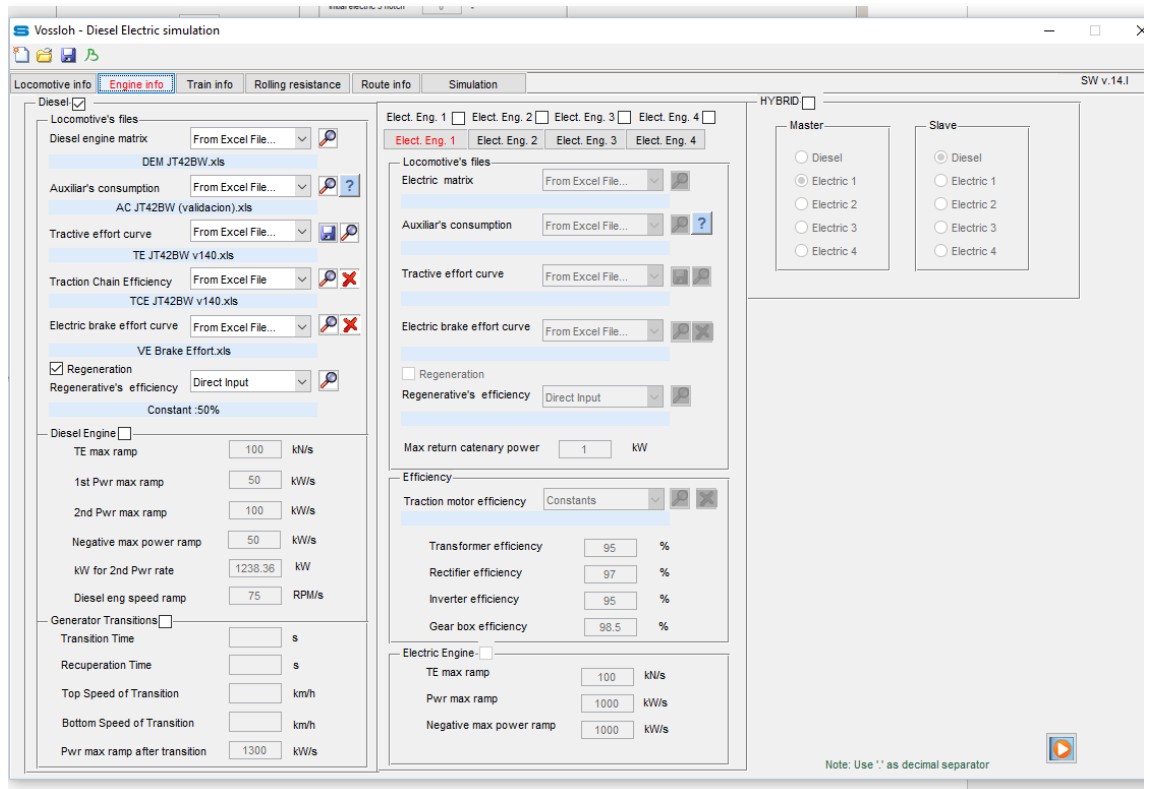 Initial electric 3 notch 0 -
Vossloh - Diesel Electric simulation
Locomotive info Engine info Train info Rolling resistance Route info Simulation SW v.14.I
Diesel
Locomotive's files
Diesel engine matrix From Excel File...
DEM JT42BW.xls
Auxiliar's consumption From Excel File... ?
AC JT42BW (validacion).xls
Tractive effort curve From Excel File...
TE JT42BW v140.xls
Traction Chain Efficiency From Excel File
TCE JT42BW v140.xls
Electric brake effort curve From Excel File...
VE Brake Effort.xls
Regeneration
Regenerative's efficiency Direct Input
Constant :50%
Diesel Engine
TE max ramp 100 kN/s
1st Pwr max ramp 50 kW/s
2nd Pwr max ramp 100 kW/s
Negative max power ramp 50 kW/s
kW for 2nd Pwr rate 1238.36 kW
Diesel eng speed ramp 75 RPM/s
Generator Transitions
Transition Time s
Recuperation Time s
Top Speed of Transition km/h
Bottom Speed of Transition km/h
Pwr max ramp after transition 1300 kW/s
Elect. Eng. 1 Elect. Eng. 2 Elect. Eng. 3 Elect. Eng. 4
Elect. Eng. 1 Elect. Eng. 2 Elect. Eng. 3 Elect. Eng. 4
Locomotive's files
Electric matrix From Excel File...
Auxiliar's consumption From Excel File... ?
Tractive effort curve From Excel File...
Electric brake effort curve From Excel File...
Regeneration
Regenerative's efficiency Direct Input
Max return catenary power 1 kW
Efficiency
Traction motor efficiency Constants
Transformer efficiency 95 %
Rectifier efficiency 97 %
Inverter efficiency 95 %
Gear box efficiency 98.5 %
Electric Engine
TE max ramp 100 kN/s
Pwr max ramp 1000 kW/s
Negative max power ramp 1000 kW/s
HYBRID
Master
Diesel
Electric 1
Electric 2
Electric 3
Electric 4
Slave
Diesel
Electric 1
Electric 2
Electric 3
Electric 4
Note: Use '.' as decimal separator